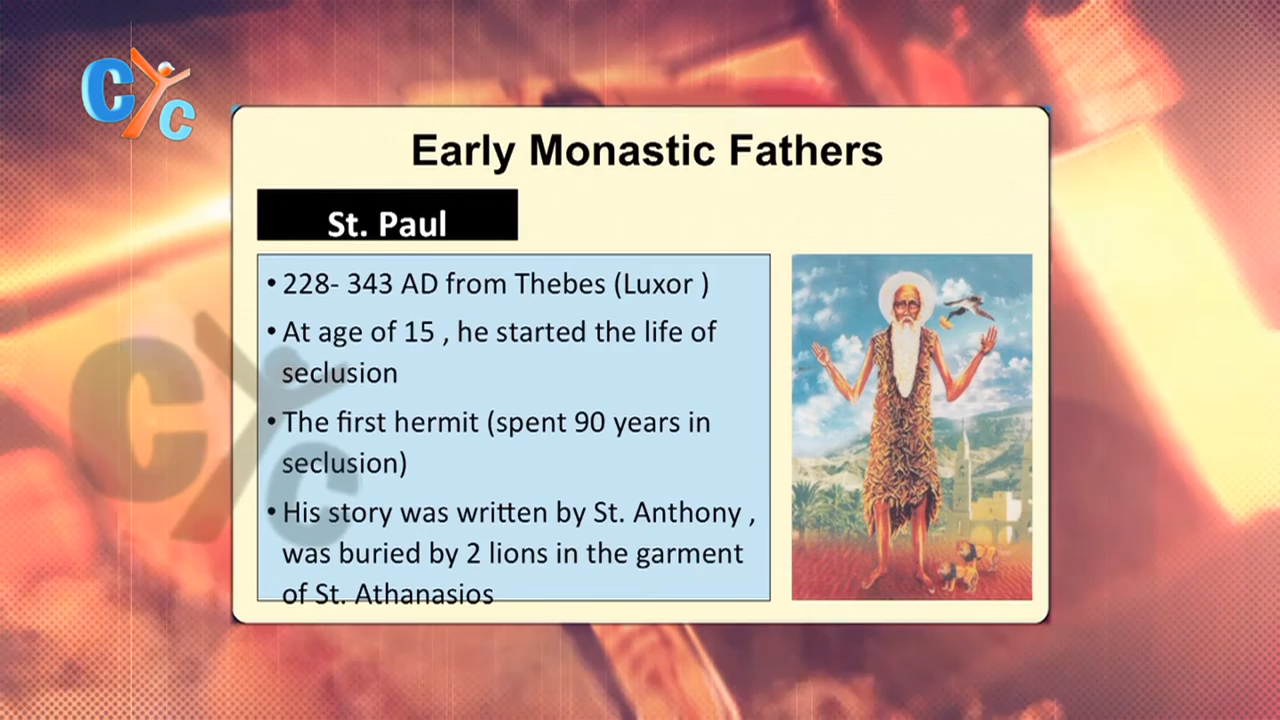 CYC
Early Monastic Fathers
St. Paul
• 228- 343 AD from Thebes (Luxor )
• At age of 15 , he started the life of
seclusion
• The first hermit (spent 90 years in
seclusion)
• His story was written by St. Anthony ,
was buried by 2 lions in the garment
of St. Athanasios
CYC